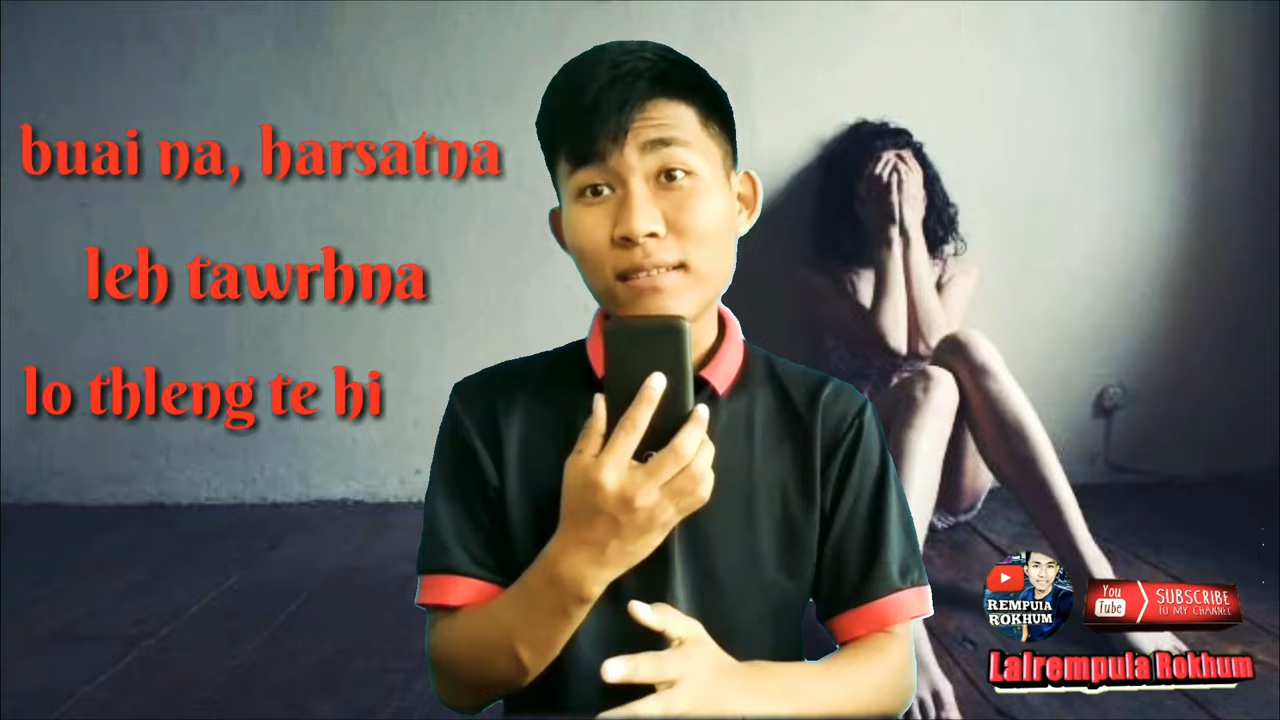 buai na, harsatna
leh tawrhna
lo thleng te hi
REMPUIA
ROKHUM
You
Tube
SUBSCRIBE
TO MY CHANNEL
Lalrempuia Rokhum